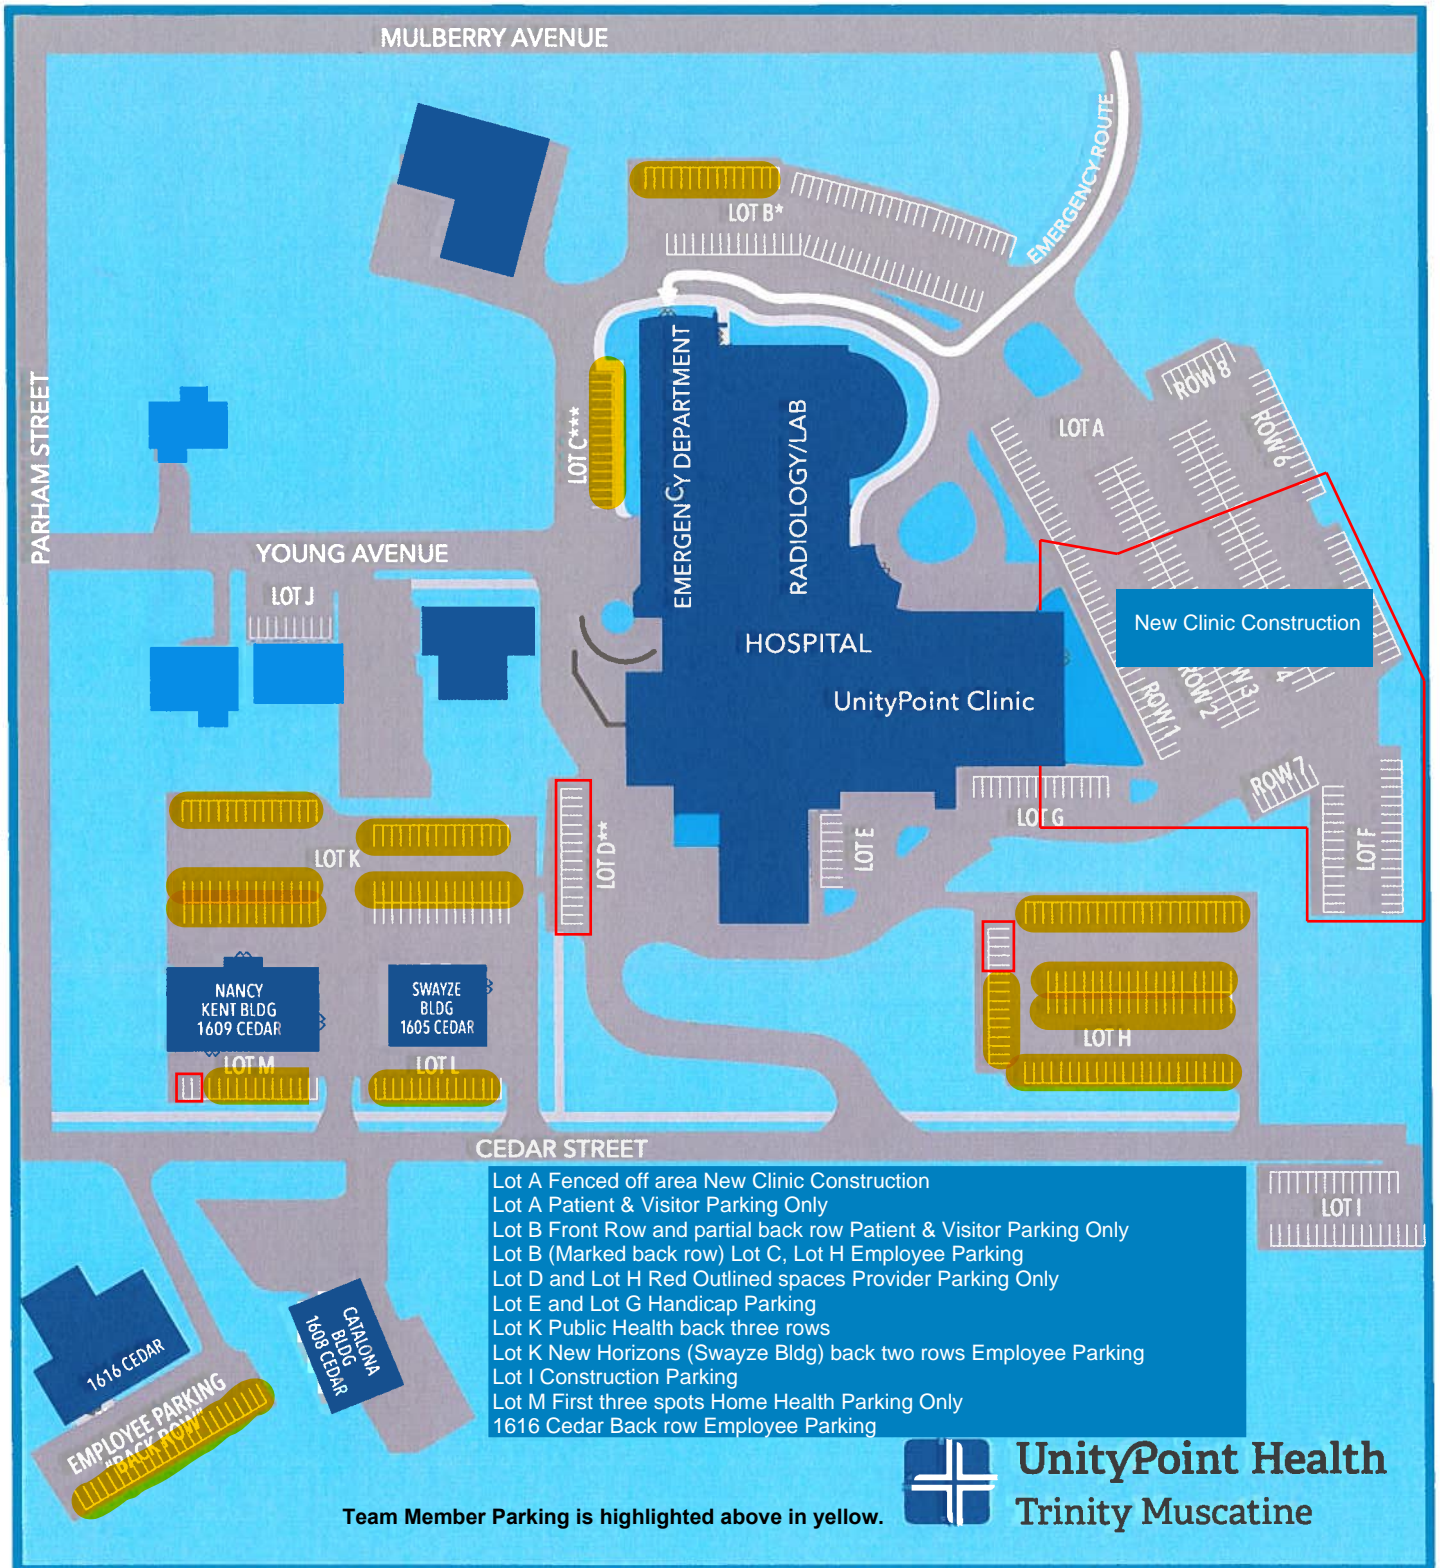 MULBERRY AVENUE
EMERGENCY ROUTE
LOT B*
PARHAM STREET
LOT C***
EMERGENCY DEPARTMENT
RADIOLOGY/LAB
LOT A
ROW 8
ROW 6
YOUNG AVENUE
LOT J
HOSPITAL
UnityPoint Clinic
New Clinic Construction
ROW 1
ROW 2
W 3
4
ROW 7
LOT G
LOT F
LOT E
LOT D**
LOT K
NANCY
KENT BLDG
1609 CEDAR
SWAYZE
BLDG
1605 CEDAR
LOT M
LOT L
LOT H
CEDAR STREET
LOT I
Lot A Fenced off area New Clinic Construction
Lot A Patient & Visitor Parking Only
Lot B Front Row and partial back row Patient & Visitor Parking Only
Lot B (Marked back row) Lot C, Lot H Employee Parking
Lot D and Lot H Red Outlined spaces Provider Parking Only
Lot E and Lot G Handicap Parking
Lot K Public Health back three rows
Lot K New Horizons (Swayze Bldg) back two rows Employee Parking
Lot I Construction Parking
Lot M First three spots Home Health Parking Only
1616 Cedar Back row Employee Parking
1616 CEDAR
CATALONA
BLDG
1608 CEDAR
EMPLOYEE PARKING
"BACK ROW"
Team Member Parking is highlighted above in yellow.
UnityPoint Health
Trinity Muscatine